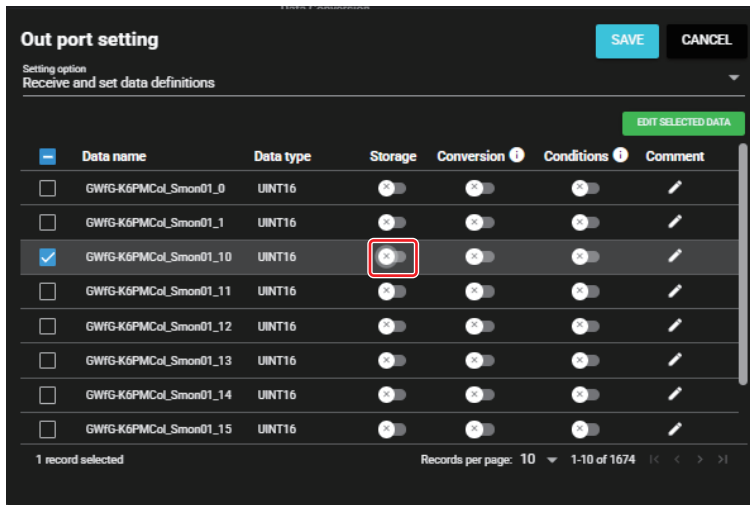 Data Conversion
Out port setting
SAVE
CANCEL
Setting option
Receive and set data definitions
EDIT SELECTED DATA
Data name Data type Storage Conversion Conditions Comment
GWfG-K6PMCol_Smon01_0 UINT16
GWfG-K6PMCol_Smon01_1 UINT16
GWfG-K6PMCol_Smon01_10 UINT16
GWfG-K6PMCol_Smon01_11 UINT16
GWfG-K6PMCol_Smon01_12 UINT16
GWfG-K6PMCol_Smon01_13 UINT16
GWfG-K6PMCol_Smon01_14 UINT16
GWfG-K6PMCol_Smon01_15 UINT16
1 record selected Records per page: 10 1-10 of 1674